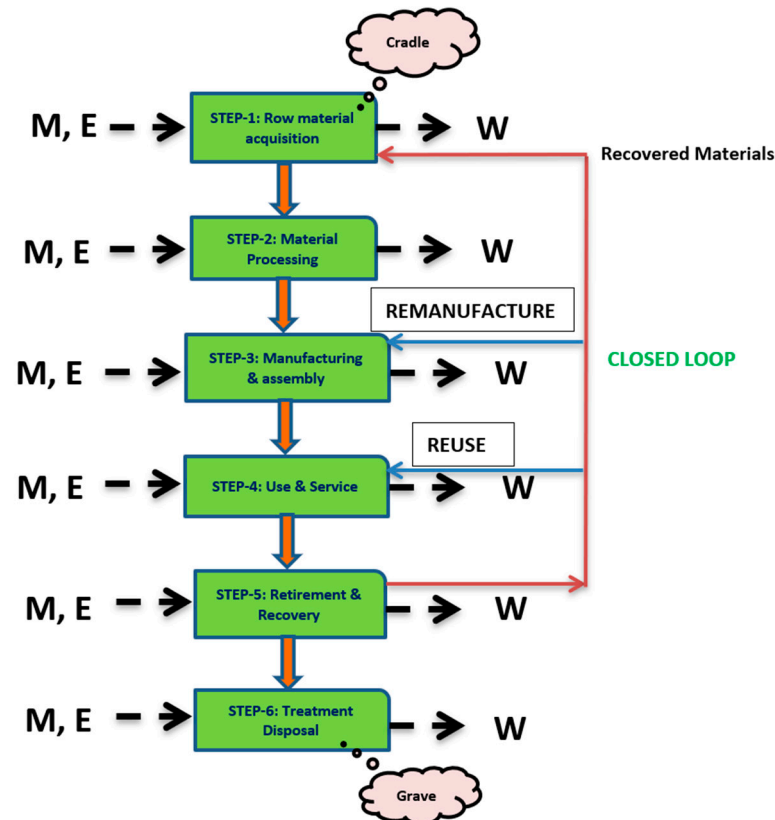 Cradle
M, E
STEP-1: Row material
acquisition
W
Recovered Materials
M, E
STEP-2: Material
Processing
W
REMANUFACTURE
M, E
STEP-3: Manufacturing
& assembly
W
CLOSED LOOP
REUSE
M, E
STEP-4: Use & Service
W
M, E
STEP-5: Retirement &
Recovery
W
M, E
STEP-6: Treatment
Disposal
W
Grave